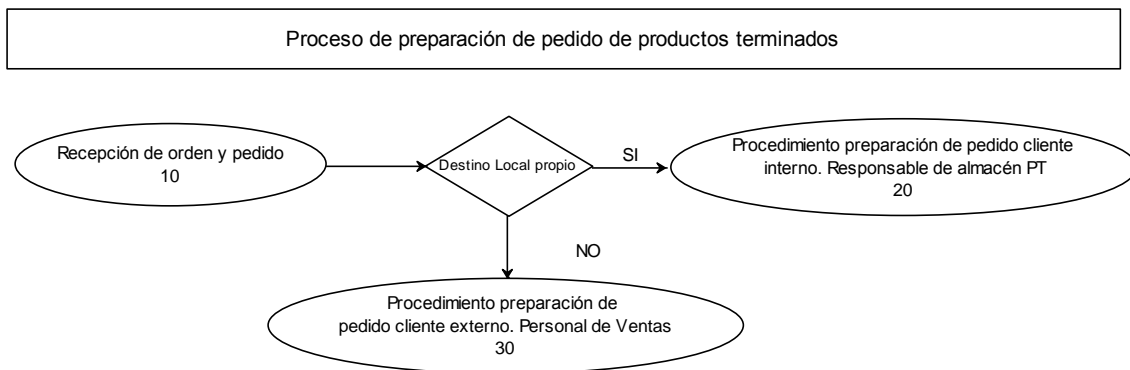 Proceso de preparación de pedido de productos terminados
Recepción de orden y pedido
10
Destino Local propio
SI
Procedimiento preparación de pedido cliente
interno. Responsable de almacén PT
20
NO
Procedimiento preparación de
pedido cliente externo. Personal de Ventas
30